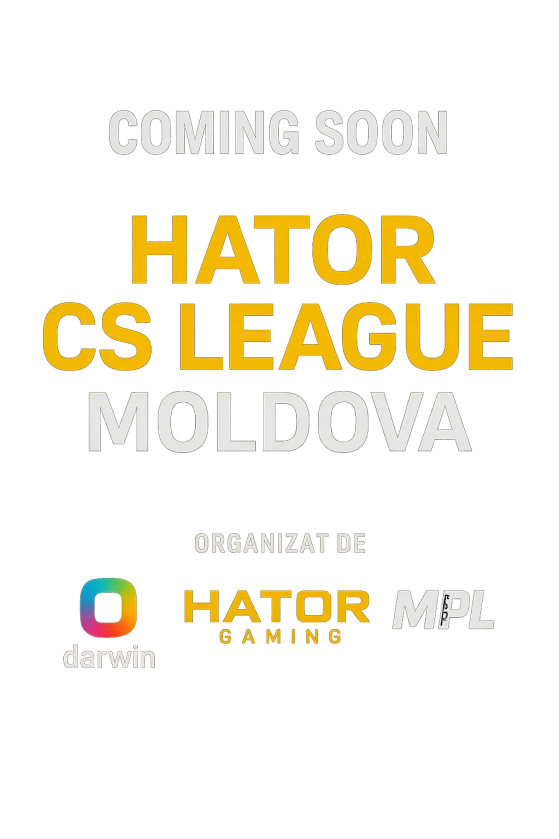 COMING SOON
HATOR
CS LEAGUE
MOLDOVA
ORGANIZAT DE
darwin
HATOR
GAMING
MPL